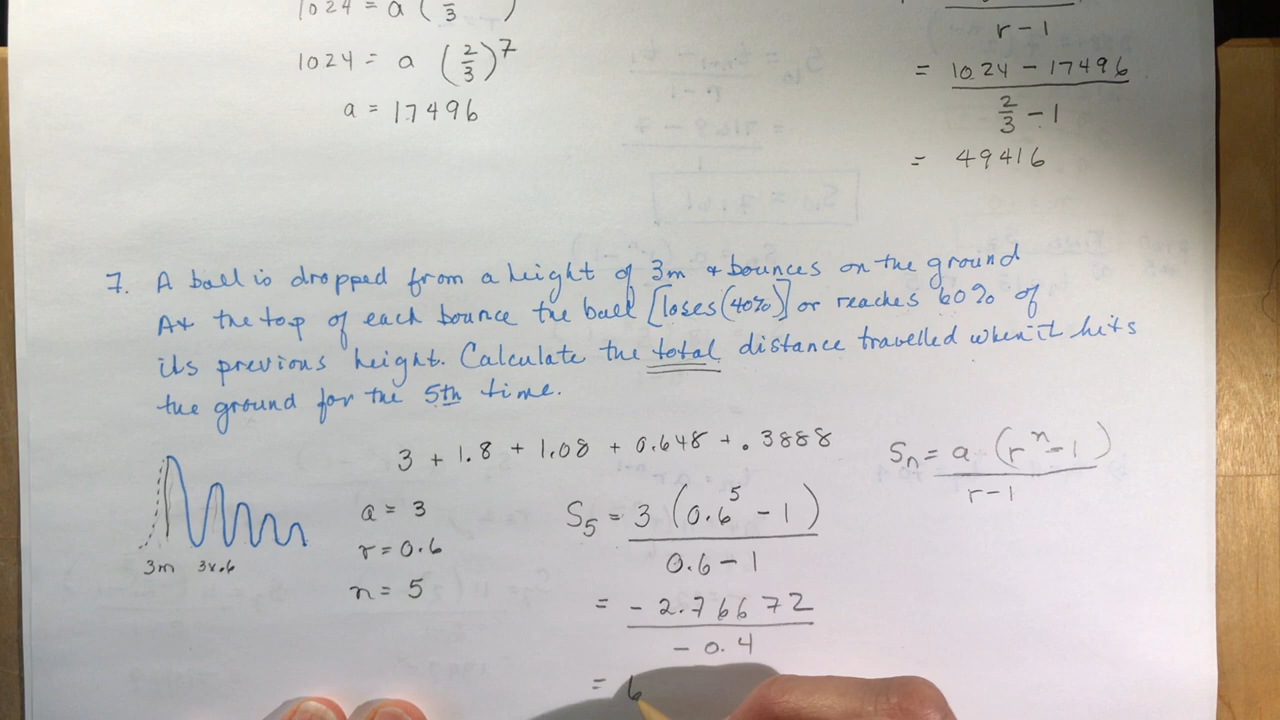 1024 = a (2/3)^7
a = 17496
r - 1
= 1024 - 17496
2/3 - 1
= 49416
7. A ball is dropped from a height of 3m & bounces on the ground
At the top of each bounce the ball [loses (40%)] or reaches 60% of
its previous height. Calculate the total distance travelled when it hits
the ground for the 5th time.
3 + 1.8 + 1.08 + 0.648 + .3888
Sn = a (r^n - 1)
r - 1
3m 3x.6
a = 3
r = 0.6
n = 5
S5 = 3 (0.6^5 - 1)
0.6 - 1
= - 2.76672
- 0.4
= 6